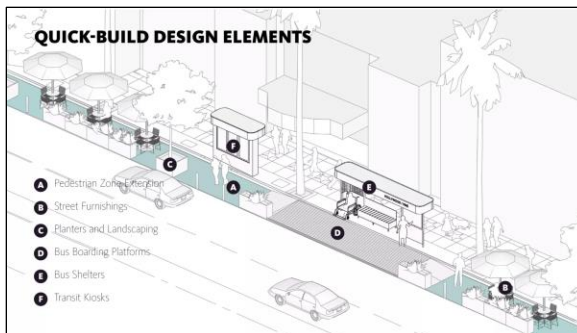 QUICK-BUILD DESIGN ELEMENTS
F
C
A
E
D
B
A Pedestrian Zone Extension
B Street Furnishings
C Planters and Landscaping
D Bus Boarding Platforms
E Bus Shelters
F Transit Kiosks